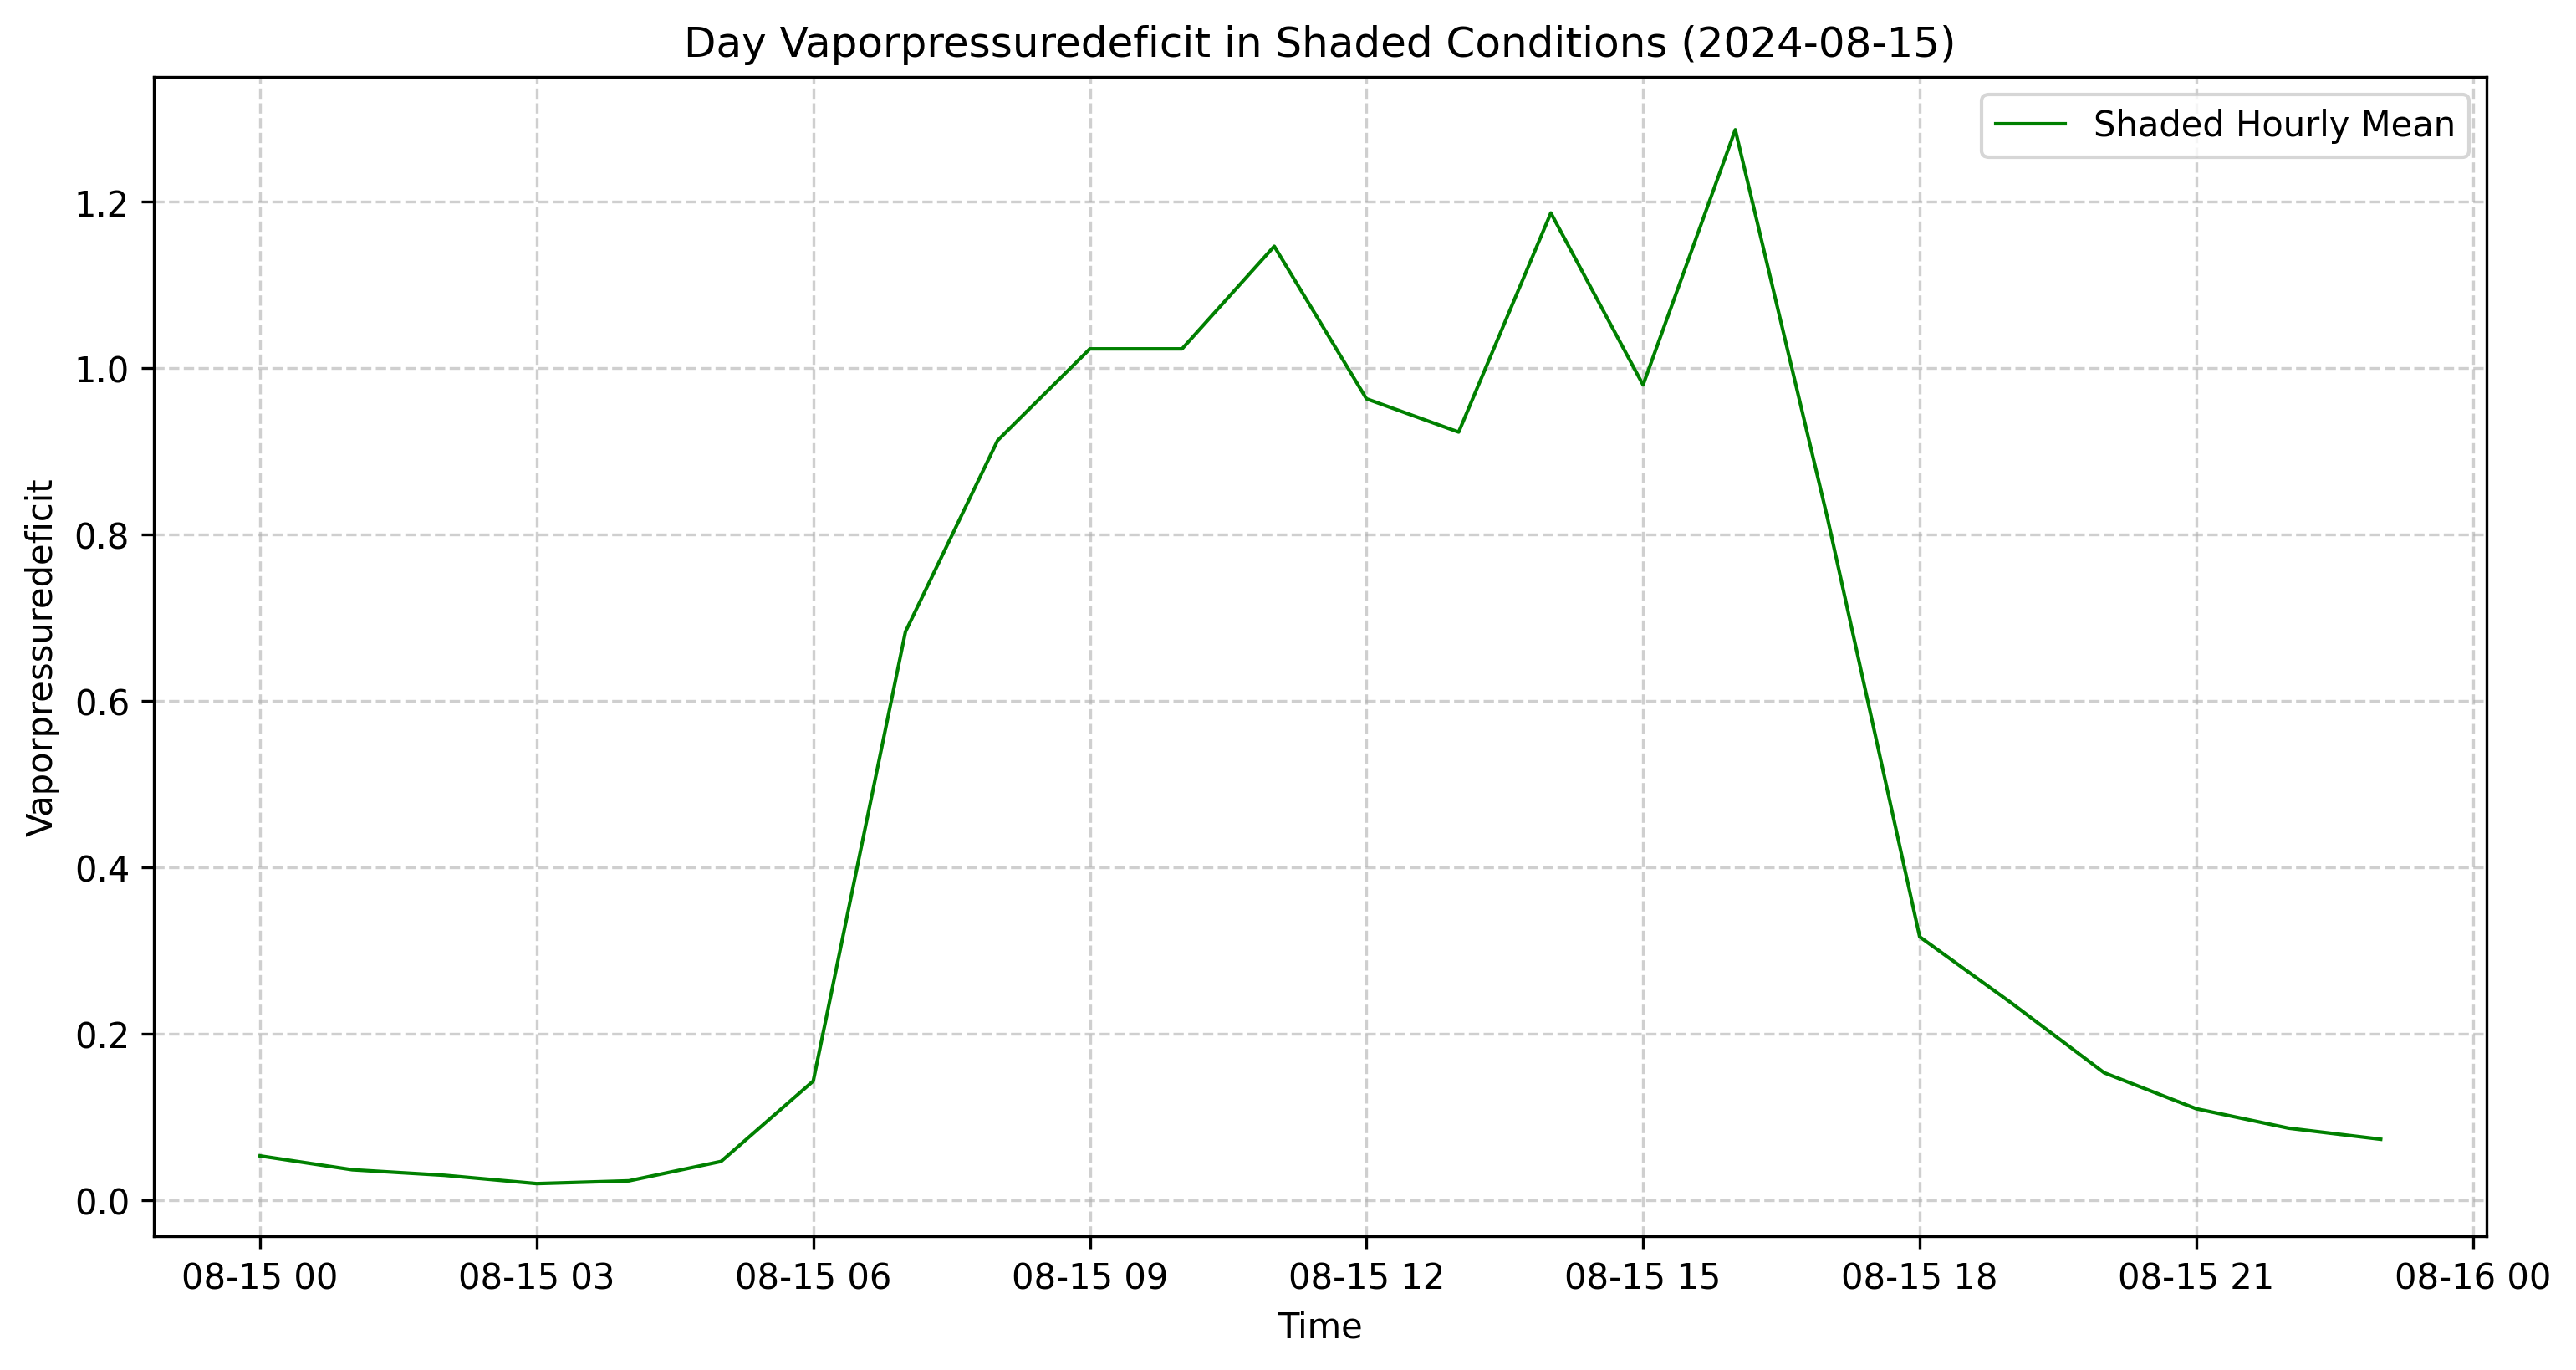 Day Vaporpressuredeficit in Shaded Conditions (2024-08-15)
Shaded Hourly Mean
Vaporpressuredeficit
1.2
1.0
0.8
0.6
0.4
0.2
0.0
08-15 00 08-15 03 08-15 06 08-15 09 08-15 12 08-15 15 08-15 18 08-15 21 08-16 00
Time